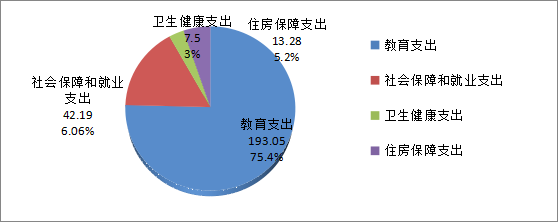 卫生健康支出
7.5
3%
住房保障支出
13.28
5.2%
社会保障和就业
支出
42.19
6.06%
教育支出
193.05
75.4%
教育支出
社会保障和就业支出
卫生健康支出
住房保障支出